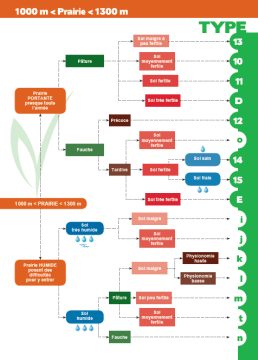 1000 m < Prairie < 1300 m
TYPE
Sol maigre à
peu fertile
13
Pâture
Sol
moyennement
fertile
10
Sol fertile
11
Sol très fertile
D
Prairie
PORTANTE
presque toute
l'année
Précoce
12
Fauche
Sol
moyennement
fertile
Tardive
Sol fertile
Sol sain
14
Sol frais
15
Sol très fertile
E
1000 m < PRAIRIE < 1300 m
Sol maigre
i
Sol
très humide
Sol
moyennement
fertile
j
Prairie HUMIDE
posant des
difficultés
pour y entrer
Sol maigre
Physionomie
haute
k
Physionomie
basse
l
Sol
humide
Pâture
Sol peu fertile
m
Sol
moyennement
fertile
t
Fauche
n